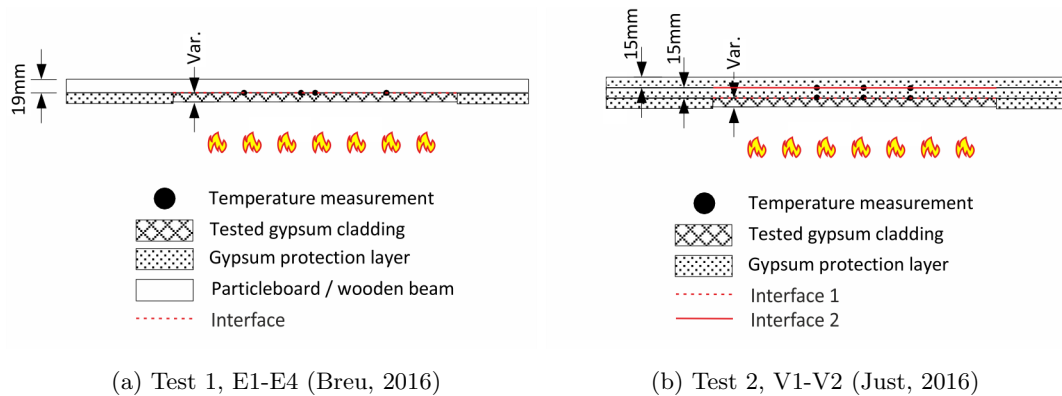 19mm
Var.
Temperature measurement
Tested gypsum cladding
Gypsum protection layer
Particleboard / wooden beam
Interface
(a) Test 1, E1-E4 (Breu, 2016)
15mm
15mm
Var.
Temperature measurement
Tested gypsum cladding
Gypsum protection layer
Interface 1
Interface 2
(b) Test 2, V1-V2 (Just, 2016)